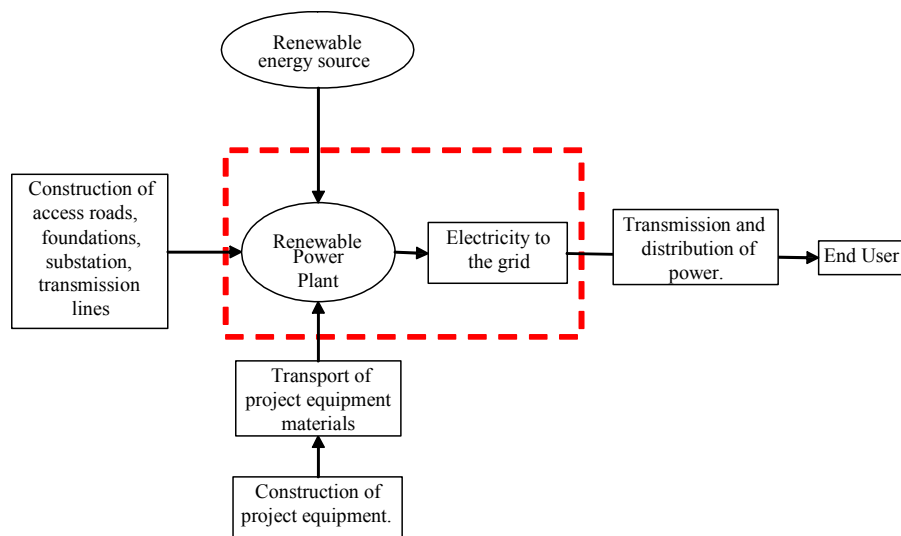 Renewable
energy source
Construction of
access roads,
foundations,
substation,
transmission
lines
Renewable
Power
Plant
Electricity to
the grid
Transmission and
distribution of
power.
End User
Transport of
project equipment
materials
Construction of
project equipment.